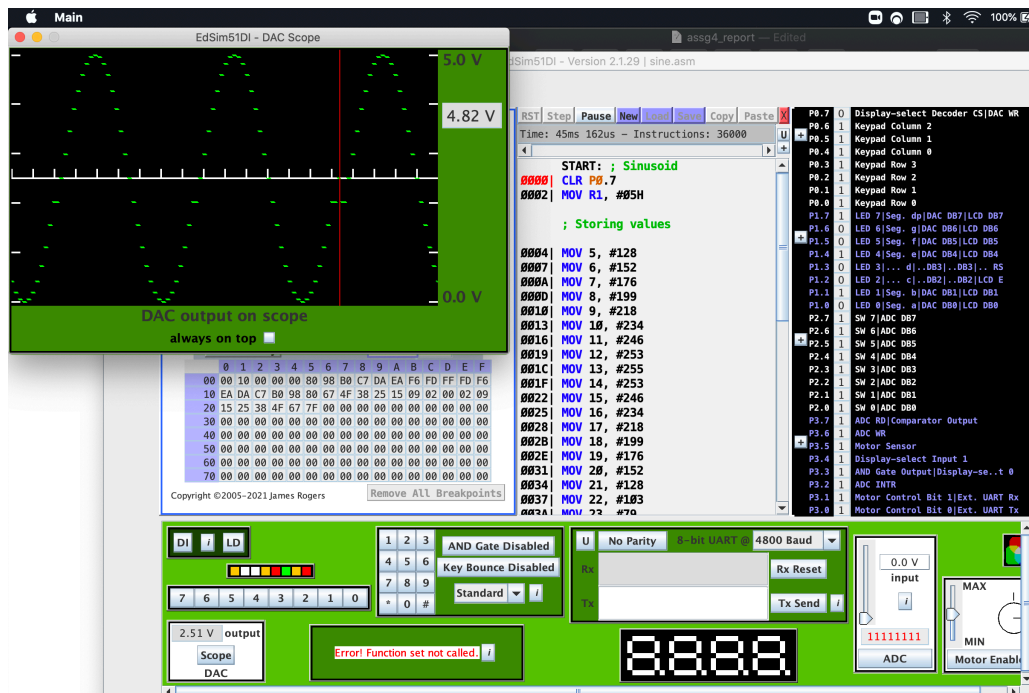 Main
100%
EdSim51DI - DAC Scope
assg4_report — Edited
dSim51DI - Version 2.1.29 | sine.asm
5.0 V
4.82 V
0.0 V
DAC output on scope
always on top
RST Step Pause New Load Save Copy Paste X
Time: 45ms 162us - Instructions: 36000 U
START: ; Sinusoid
0000| CLR P0.7
0002| MOV R1, #05H
; Storing values
0004| MOV 5, #128
0007| MOV 6, #152
000A| MOV 7, #176
000D| MOV 8, #199
0010| MOV 9, #218
0013| MOV 10, #234
0016| MOV 11, #246
0019| MOV 12, #253
001C| MOV 13, #255
001F| MOV 14, #253
0022| MOV 15, #246
0025| MOV 16, #234
0028| MOV 17, #218
002B| MOV 18, #199
002E| MOV 19, #176
0031| MOV 20, #152
0034| MOV 21, #128
0037| MOV 22, #103
003A| MOV 23, #79
P0.7 0 Display-select Decoder CS|DAC WR
P0.6 1 Keypad Column 2
P0.5 1 Keypad Column 1
P0.4 1 Keypad Column 0
P0.3 1 Keypad Row 3
P0.2 1 Keypad Row 2
P0.1 1 Keypad Row 1
P0.0 1 Keypad Row 0
P1.7 1 LED 7|Seg. dp|DAC DB7|LCD DB7
P1.6 0 LED 6|Seg. g|DAC DB6|LCD DB6
P1.5 0 LED 5|Seg. f|DAC DB5|LCD DB5
P1.4 1 LED 4|Seg. e|DAC DB4|LCD DB4
P1.3 0 LED 3|... d|..DB3|..DB3|.. RS
P1.2 0 LED 2|... c|..DB2|..DB2|LCD E
P1.1 1 LED 1|Seg. b|DAC DB1|LCD DB1
P1.0 0 LED 0|Seg. a|DAC DB0|LCD DB0
P2.7 1 SW 7|ADC DB7
P2.6 1 SW 6|ADC DB6
P2.5 1 SW 5|ADC DB5
P2.4 1 SW 4|ADC DB4
P2.3 1 SW 3|ADC DB3
P2.2 1 SW 2|ADC DB2
P2.1 1 SW 1|ADC DB1
P2.0 1 SW 0|ADC DB0
P3.7 1 ADC RD|Comparator Output
P3.6 1 ADC WR
P3.5 1 Motor Sensor
P3.4 1 Display-select Input 1
P3.3 1 AND Gate Output|Display-se..t 0
P3.2 1 ADC INTR
P3.1 1 Motor Control Bit 1|Ext. UART Rx
P3.0 1 Motor Control Bit 0|Ext. UART Tx
0 1 2 3 4 5 6 7 8 9 A B C D E F
00 00 10 00 00 00 80 98 B0 C7 DA EA F6 FD FF FD F6
10 EA DA C7 B0 98 80 67 4F 38 25 15 09 02 00 02 09
20 15 25 38 4F 67 7F 00 00 00 00 00 00 00 00 00 00
30 00 00 00 00 00 00 00 00 00 00 00 00 00 00 00 00
40 00 00 00 00 00 00 00 00 00 00 00 00 00 00 00 00
50 00 00 00 00 00 00 00 00 00 00 00 00 00 00 00 00
60 00 00 00 00 00 00 00 00 00 00 00 00 00 00 00 00
70 00 00 00 00 00 00 00 00 00 00 00 00 00 00 00 00
Copyright ©2005-2021 James Rogers
Remove All Breakpoints
DI i LD
7 6 5 4 3 2 1 0
2.51 V output
Scope
DAC
1 2 3
4 5 6
7 8 9
* 0 #
AND Gate Disabled
Key Bounce Disabled
Standard i
Error! Function set not called. i
U No Parity 8-bit UART @ 4800 Baud
Rx
Rx Reset
Tx
Tx Send i
8.8.8.8.
0.0 V
input
i
11111111
ADC
MAX
MIN
Motor Enabl